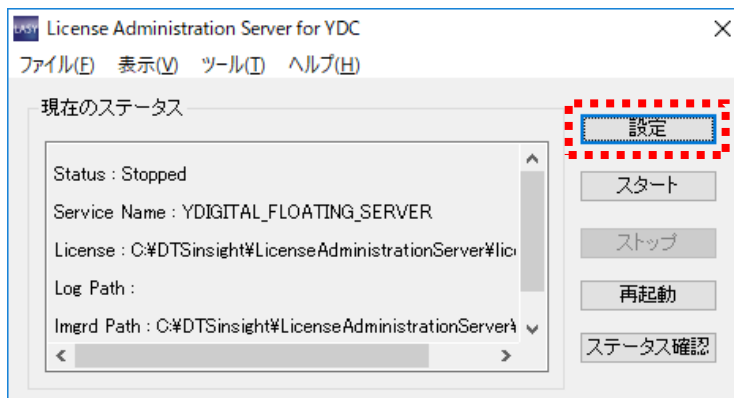 LASY License Administration Server for YDC
ファイル(F) 表示(V) ツール(T) ヘルプ(H)
現在のステータス
設定
Status : Stopped
スタート
Service Name : YDIGITAL_FLOATING_SERVER
License : C:¥DTSinsight¥LicenseAdministrationServer¥lic
ストップ
Log Path :
再起動
lmgrd Path : C:¥DTSinsight¥LicenseAdministrationServer¥
ステータス確認